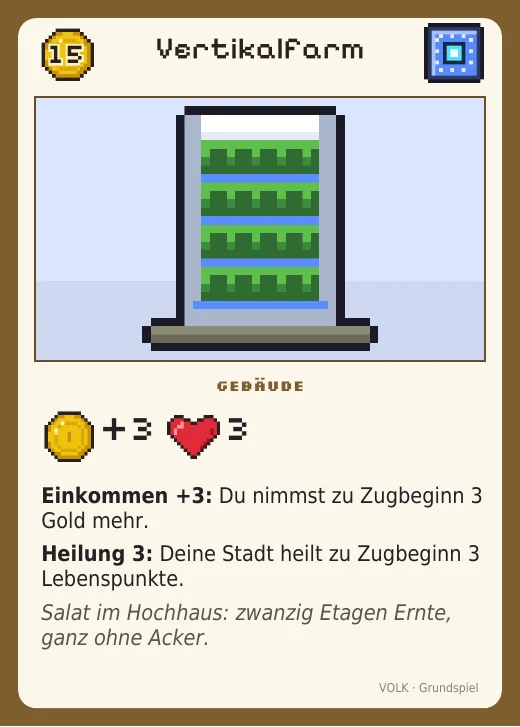 15
Vertikalfarm
GEBÄUDE
+3 3
Einkommen +3: Du nimmst zu Zugbeginn 3
Gold mehr.
Heilung 3: Deine Stadt heilt zu Zugbeginn 3
Lebenspunkte.
Salat im Hochhaus: zwanzig Etagen Ernte,
ganz ohne Acker.
VOLK · Grundspiel